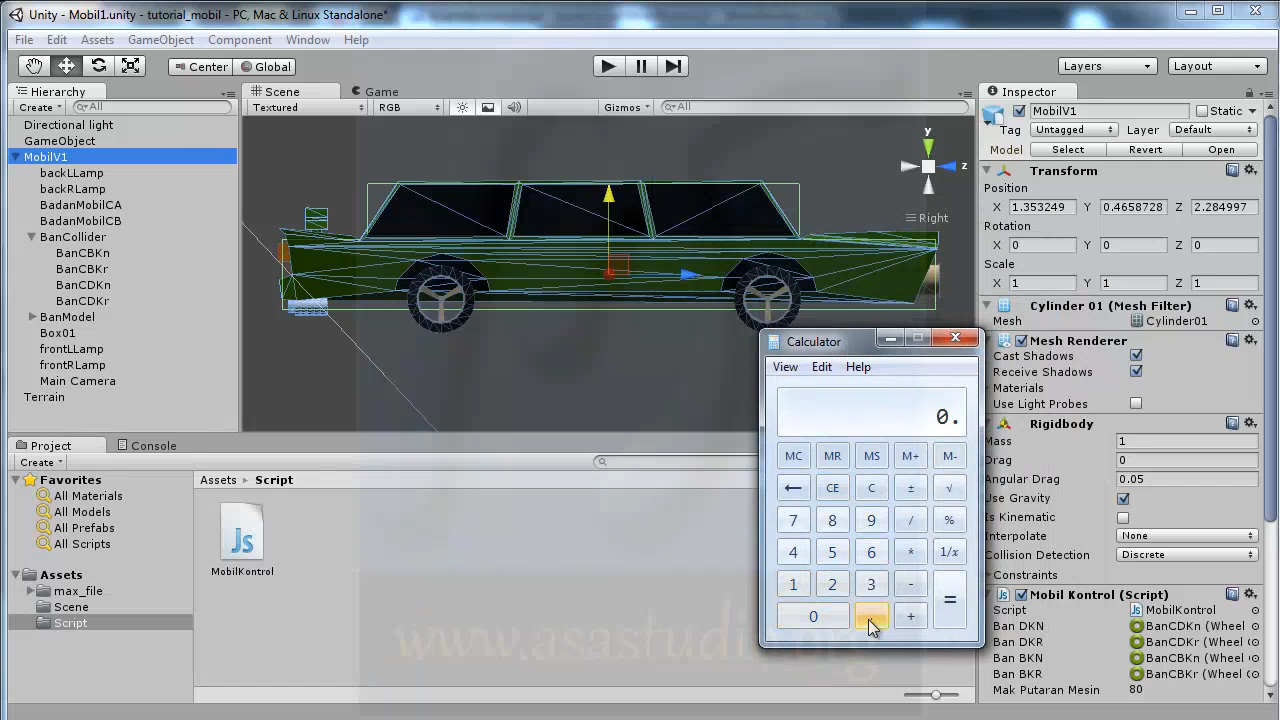 Unity - Mobil1.unity - tutorial_mobil - PC, Mac & Linux Standalone*
File Edit Assets GameObject Component Window Help
Center Global Layers Layout
Hierarchy
Create All
Directional light
GameObject
MobilV1
backLLamp
backRLamp
BadanMobilCA
BadanMobilCB
BanCollider
BanCBKn
BanCBKr
BanCDKn
BanCDKr
BanModel
Box01
frontLLamp
frontRLamp
Main Camera
Terrain
Scene Game
Textured RGB Gizmos All
y
z
Right
Inspector
MobilV1 Static
Tag Untagged Layer Default
Model Select Revert Open
Transform
Position
X 1.353249 Y 0.4658728 Z 2.284997
Rotation
X 0 Y 0 Z 0
Scale
X 1 Y 1 Z 1
Cylinder 01 (Mesh Filter)
Mesh Cylinder01
Mesh Renderer
Cast Shadows
Receive Shadows
Materials
Use Light Probes
Rigidbody
Mass 1
Drag 0
Angular Drag 0.05
Use Gravity
Is Kinematic
Interpolate None
Collision Detection Discrete
Constraints
Mobil Kontrol (Script)
Script MobilKontrol
Ban DKN BanCDKn (Wheel
Ban DKR BanCDKr (Wheel
Ban BKN BanCBKn (Wheel
Ban BKR BanCBKr (Wheel
Mak Putaran Mesin 80
Project Console
Create
Favorites
All Materials
All Models
All Prefabs
All Scripts
Assets
max_file
Scene
Script
Assets Script
Js
MobilKontrol
Calculator
View Edit Help
0.
MC MR MS M+ M-
← CE C ± √
7 8 9 / %
4 5 6 * 1/x
1 2 3 - =
0 +
www.asastudio.org